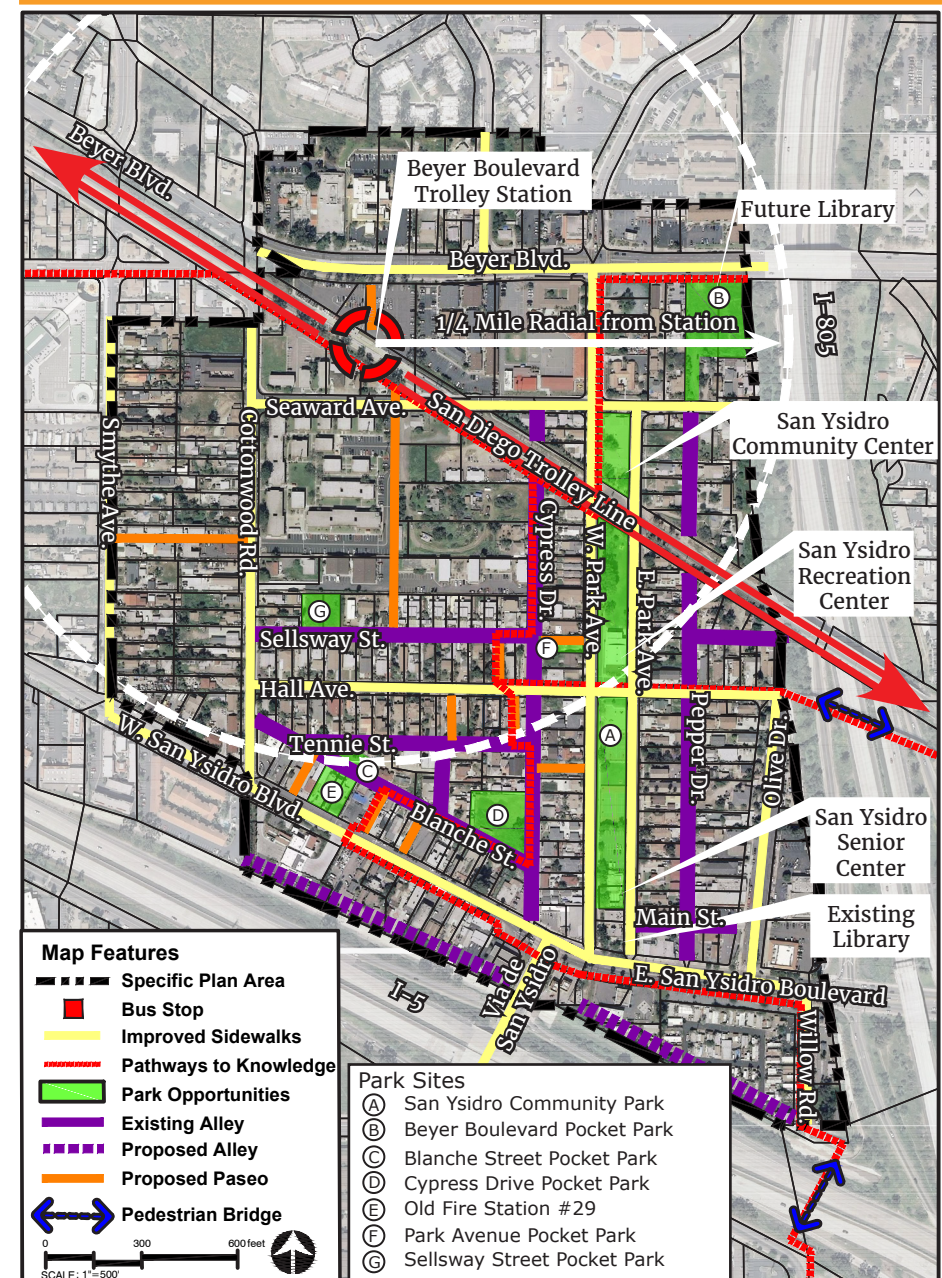 Beyer Blvd.
Beyer Boulevard
Trolley Station
Future Library
Beyer Blvd.
B
I-805
1/4 Mile Radial from Station
Seaward Ave.
San Diego Trolley Line
San Ysidro
Community Center
Smythe Ave.
Cottonwood Rd
Cypress Dr.
W. Park Ave.
E. Park Ave.
San Ysidro
Recreation
Center
G
Sellsway St.
F
Hall Ave.
Pepper Dr.
Olive Dr.
A
W. San Ysidro Blvd.
Tennie St.
C
E
D
Blanche St.
San Ysidro
Senior
Center
Main St.
Existing
Library
E. San Ysidro Boulevard
Via de
San Ysidro
I-5
Willow Rd.
Map Features
Specific Plan Area
Bus Stop
Improved Sidewalks
Pathways to Knowledge
Park Opportunities
Existing Alley
Proposed Alley
Proposed Paseo
Pedestrian Bridge
0 300 600 feet
SCALE: 1"=500'
Park Sites
A San Ysidro Community Park
B Beyer Boulevard Pocket Park
C Blanche Street Pocket Park
D Cypress Drive Pocket Park
E Old Fire Station #29
F Park Avenue Pocket Park
G Sellsway Street Pocket Park